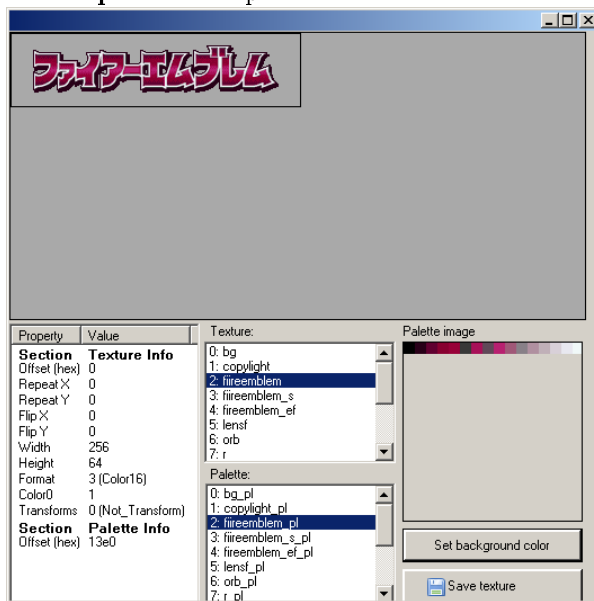 ファイアーエムブレム
Property Value
Section Texture Info
Offset (hex) 0
Repeat X 0
Repeat Y 0
Flip X 0
Flip Y 0
Width 256
Height 64
Format 3 (Color16)
Color0 1
Transforms 0 (Not_Transform)
Section Palette Info
Offset (hex) 13e0
Texture:
0: bg
1: copylight
2: fiireemblem
3: fiireemblem_s
4: fireemblem_ef
5: lensf
6: orb
7: r
Palette:
0: bg_pl
1: copylight_pl
2: fiireemblem_pl
3: fiireemblem_s_pl
4: fireemblem_ef_pl
5: lensf_pl
6: orb_pl
7: r_pl
Palette image
Set background color
Save texture